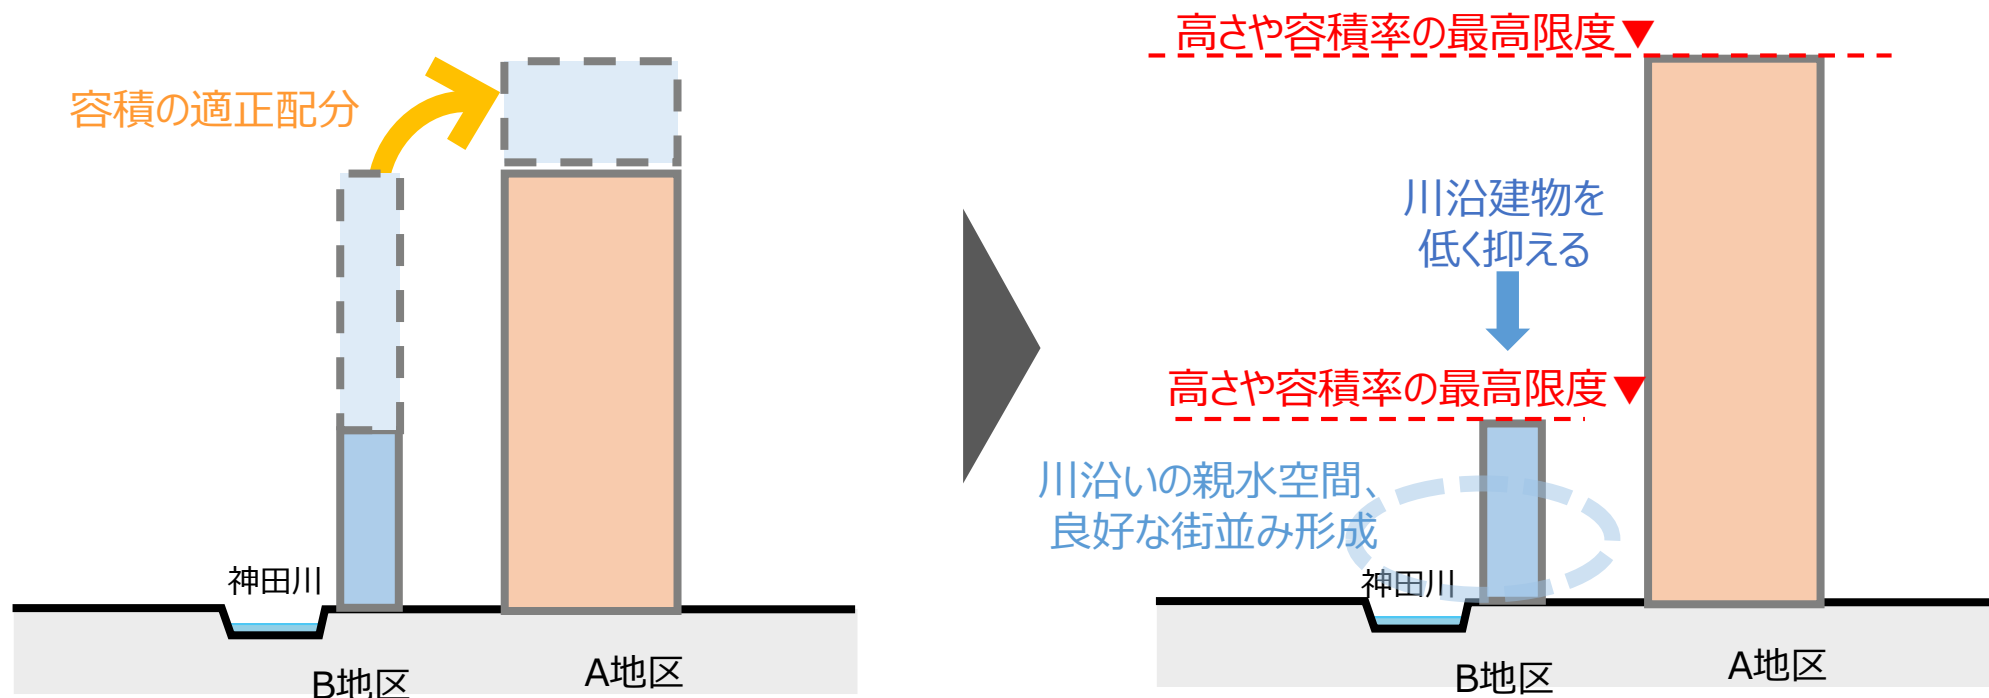 容積の適正配分
神田川
B地区
A地区
高さや容積率の最高限度▼
川沿建物を
低く抑える
高さや容積率の最高限度▼
川沿いの親水空間、
良好な街並み形成
神田川
B地区
A地区